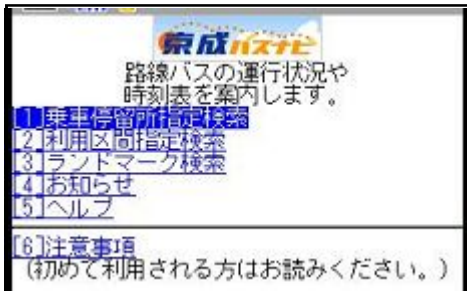 京成バスナビ
路線バスの運行状況や
時刻表を案内します。
[1]乗車停留所指定検索
[2]利用区間指定検索
[3]ランドマーク検索
[4]お知らせ
[5]ヘルプ
[6]注意事項
(初めて利用される方はお読みください。)